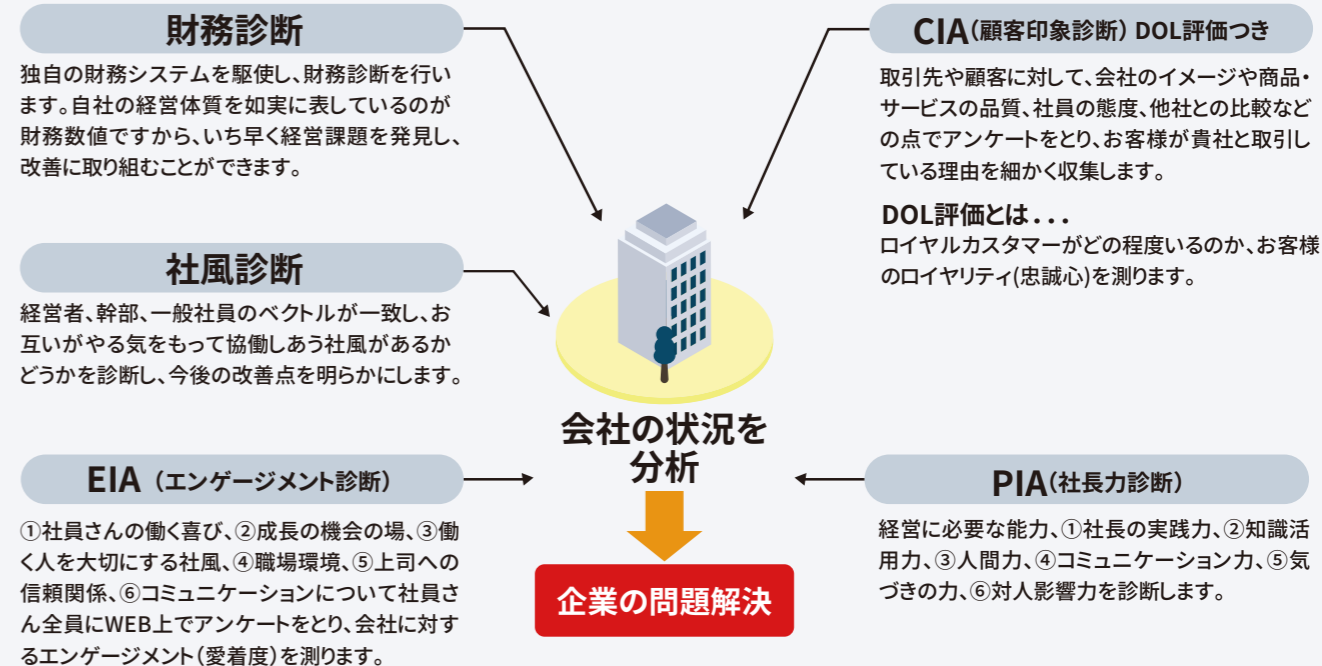 財務診断
独自の財務システムを駆使し、財務診断を行い
ます。自社の経営体質を如実に表しているのが
財務数値ですから、いち早く経営課題を発見し、
改善に取り組むことができます。
社風診断
経営者、幹部、一般社員のベクトルが一致し、お
互いがやる気をもって協働しあう社風があるか
どうかを診断し、今後の改善点を明らかにします。
EIA（エンゲージメント診断）
①社員さんの働く喜び、②成長の機会の場、③働
く人を大切にする社風、④職場環境、⑤上司への
信頼関係、⑥コミュニケーションについて社員さ
ん全員にWEB上でアンケートをとり、会社に対す
るエンゲージメント（愛着度）を測ります。
会社の状況を
分析
企業の問題解決
CIA（顧客印象診断）DOL評価つき
取引先や顧客に対して、会社のイメージや商品・
サービスの品質、社員の態度、他社との比較など
の点でアンケートをとり、お客様が貴社と取引し
ている理由を細かく収集します。
DOL評価とは...
ロイヤルカスタマーがどの程度いるのか、お客様
のロイヤリティ(忠誠心)を測ります。
PIA（社長力診断）
経営に必要な能力、①社長の実践力、②知識活
用力、③人間力、④コミュニケーション力、⑤気
づきの力、⑥対人影響力を診断します。